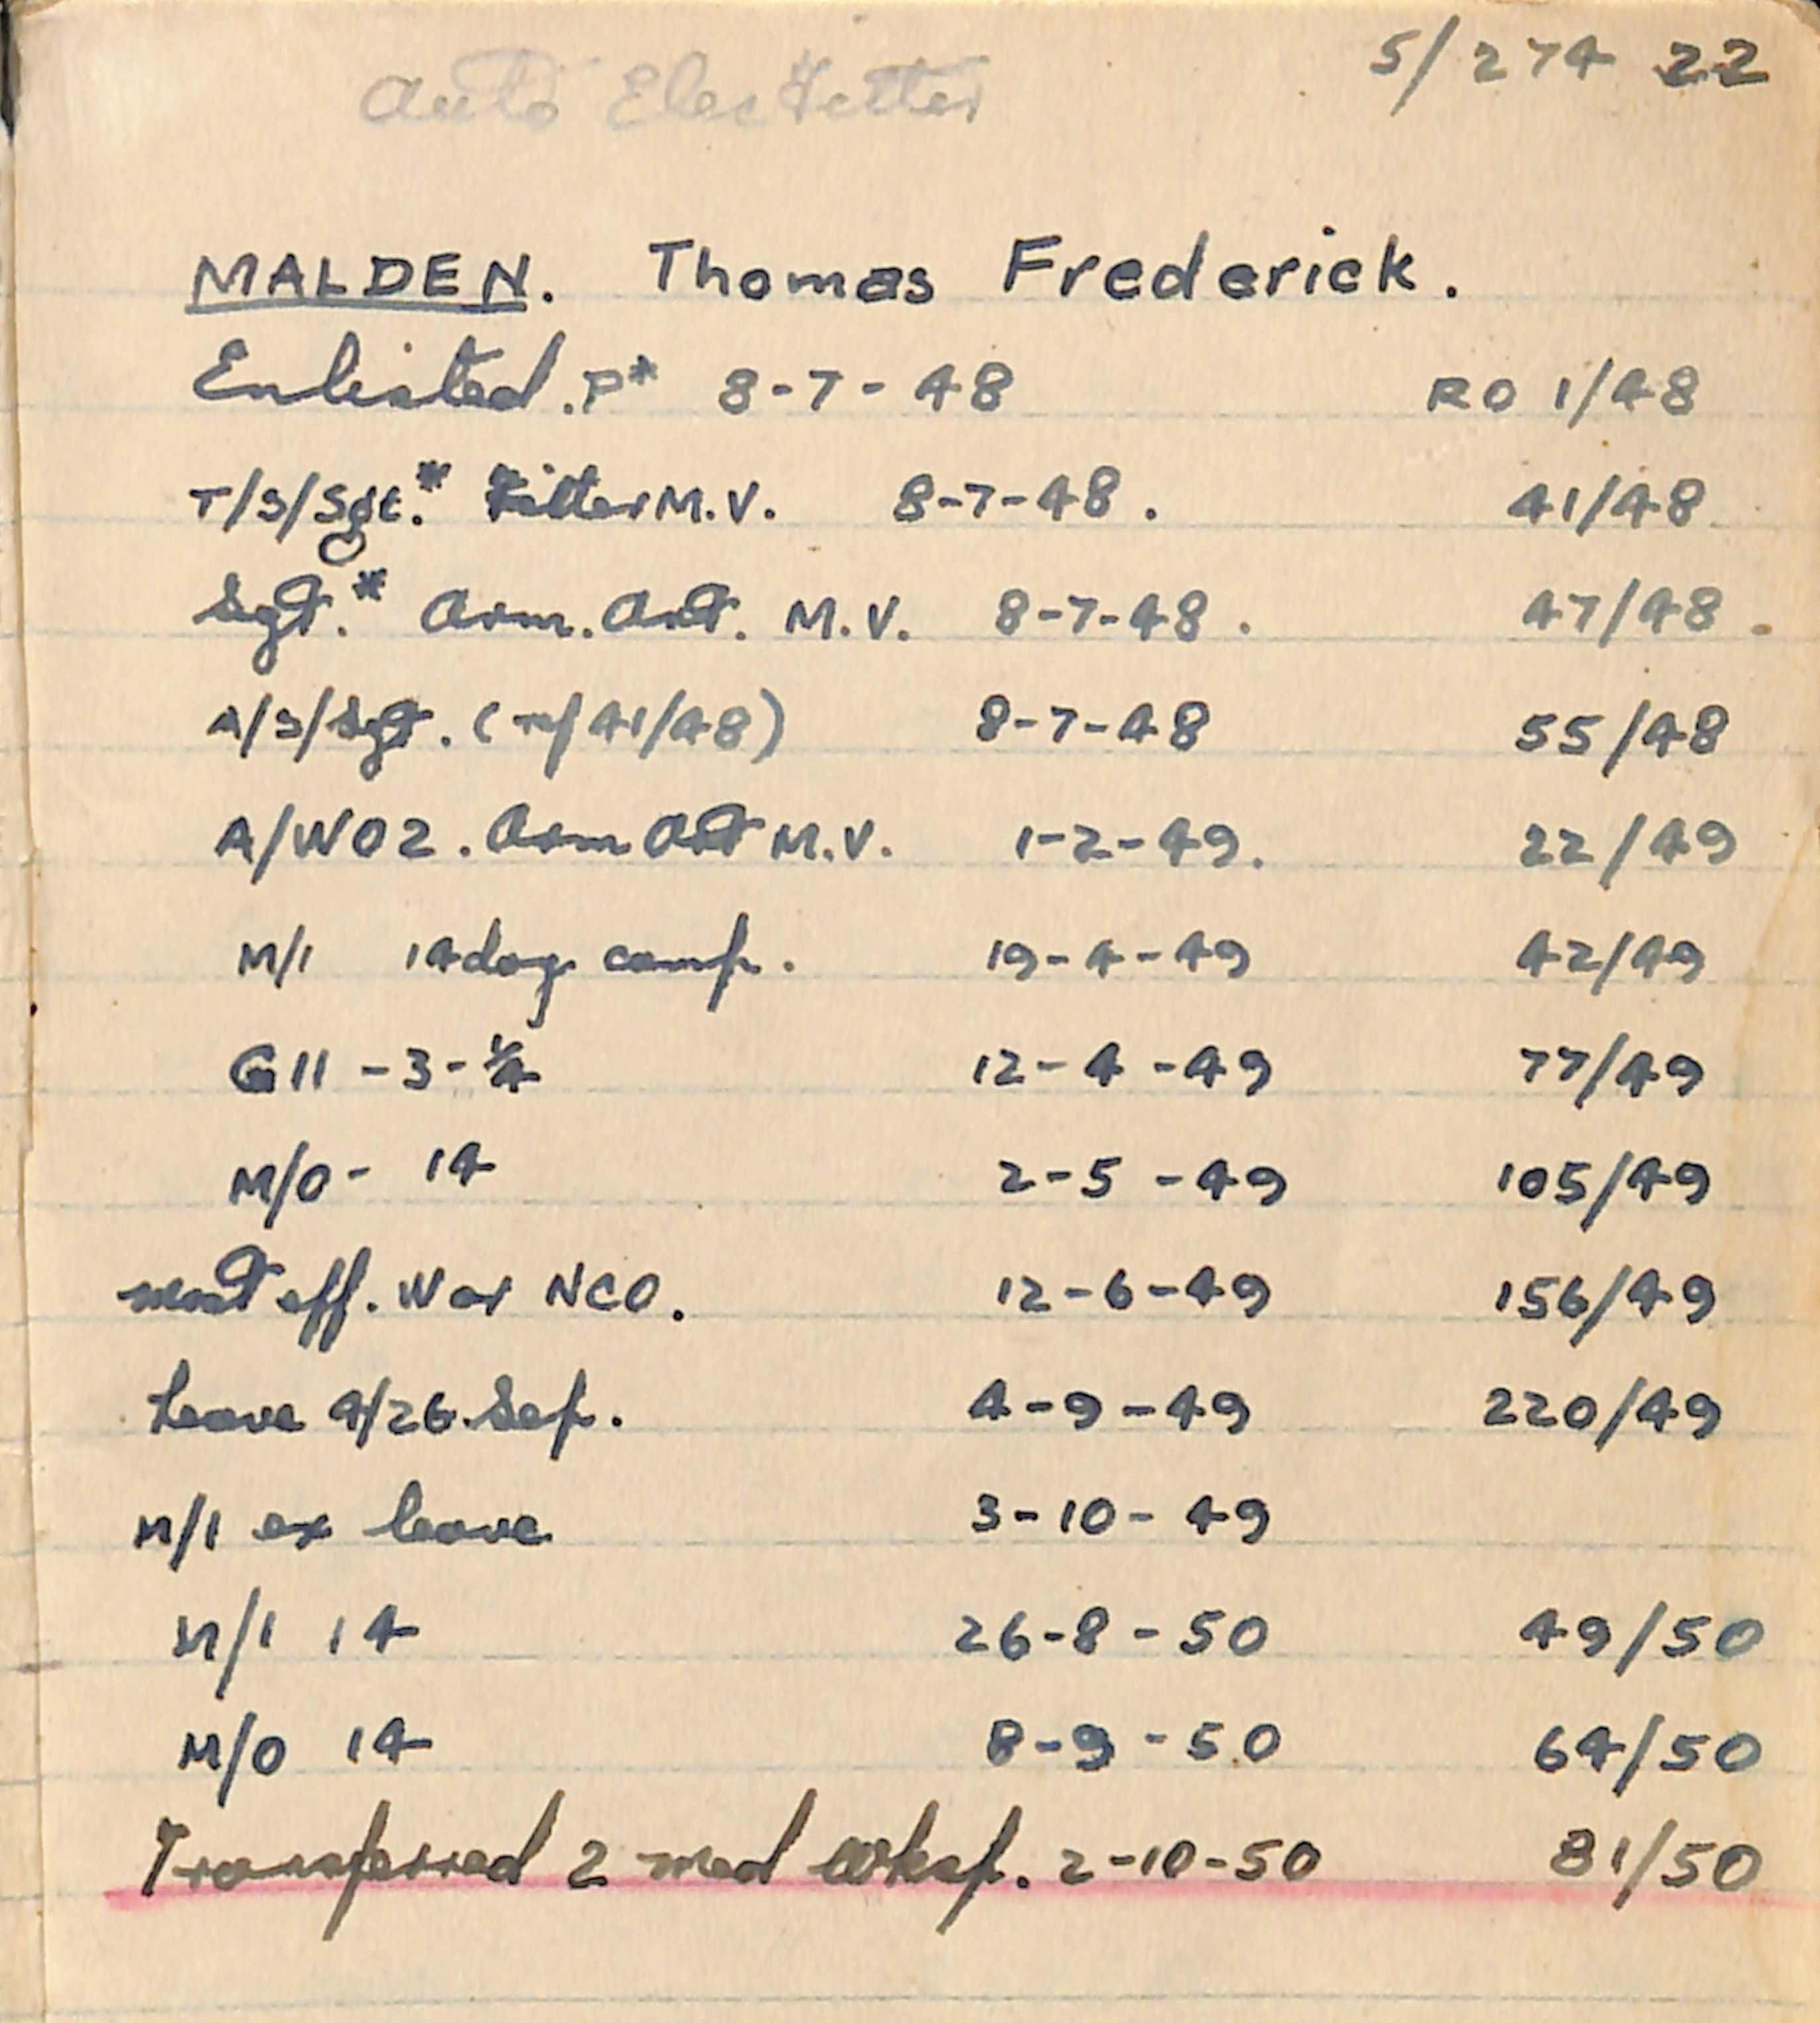 Auto Elec Fitter 5/274 22
MALDEN. Thomas Frederick.
Enlisted. P* 8-7-48 RO 1/48
T/S/Sgt.* Fitter M.V. 8-7-48. 41/48
Sgt.* Arm. Art. M.V. 8-7-48. 47/48.
A/S/Sgt. ( 41/48) 8-7-48 55/48
A/WO2. Arm Art M.V. 1-2-49. 22/49
M/I 14 day camp. 19-4-49 42/49
G11 - 3 - ¼ 12-4-49 77/49
M/O - 14 2-5-49 105/49
most eff. W or NCO. 12-6-49 156/49
Leave 4/26 Sep. 4-9-49 220/49
M/I ex leave 3-10-49
M/I 14 26-8-50 49/50
M/O 14 8-9-50 64/50
Transferred 2 med Wksp. 2-10-50 81/50